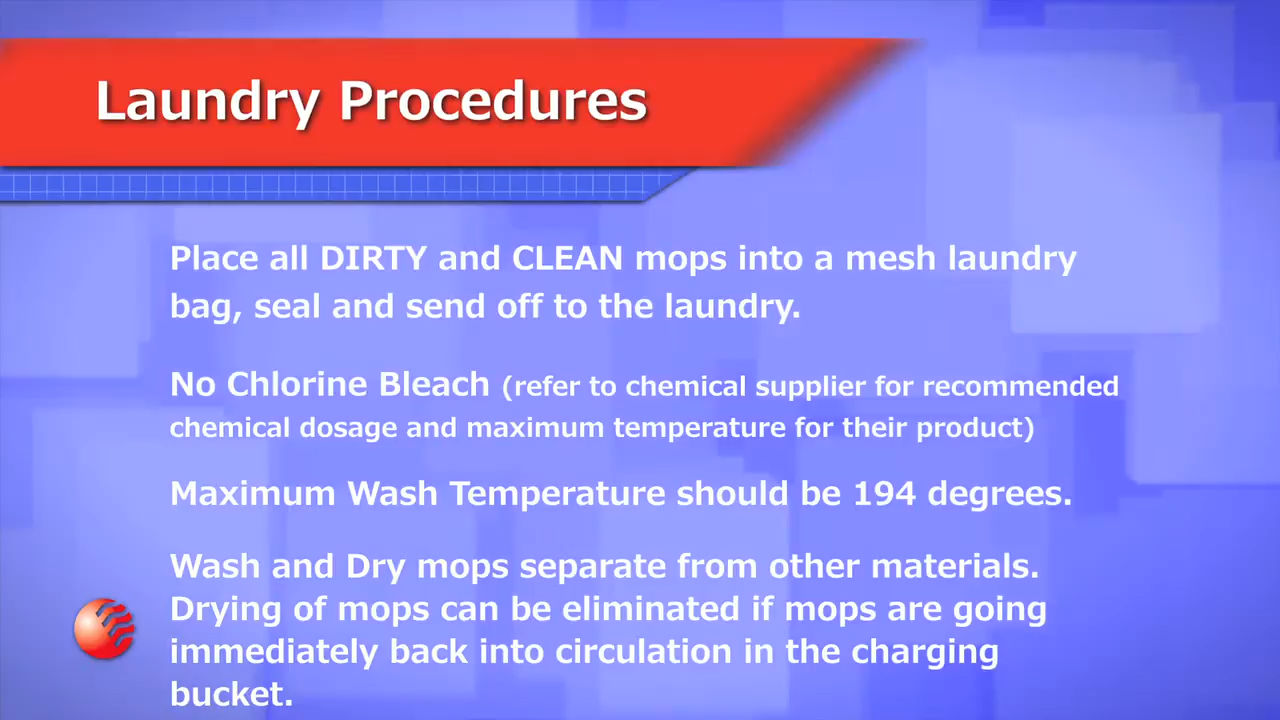 Laundry Procedures
Place all DIRTY and CLEAN mops into a mesh laundry
bag, seal and send off to the laundry.
No Chlorine Bleach (refer to chemical supplier for recommended
chemical dosage and maximum temperature for their product)
Maximum Wash Temperature should be 194 degrees.
Wash and Dry mops separate from other materials.
Drying of mops can be eliminated if mops are going
immediately back into circulation in the charging
bucket.